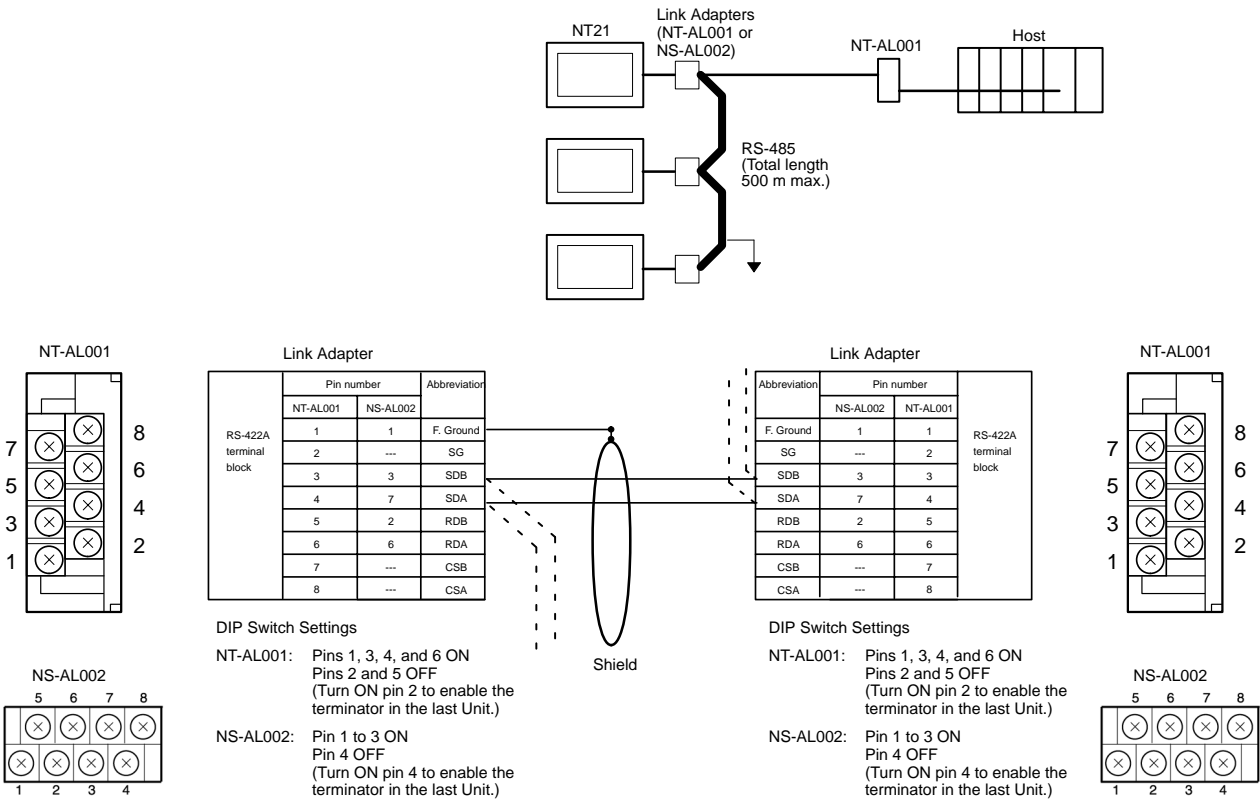 NT21
Link Adapters
(NT-AL001 or
NS-AL002)
NT-AL001
Host
RS-485
(Total length
500 m max.)
NT-AL001
7
5
3
1
8
6
4
2
Link Adapter
Pin number Abbreviation
NT-AL001 NS-AL002
RS-422A
terminal
block
1 1 F. Ground
2 --- SG
3 3 SDB
4 7 SDA
5 2 RDB
6 6 RDA
7 --- CSB
8 --- CSA
Shield
Link Adapter
Abbreviation Pin number
NS-AL002 NT-AL001
F. Ground 1 1
SG --- 2
SDB 3 3
SDA 7 4
RDB 2 5
RDA 6 6
CSB --- 7
CSA --- 8
RS-422A
terminal
block
NT-AL001
7
5
3
1
8
6
4
2
DIP Switch Settings
NT-AL001: Pins 1, 3, 4, and 6 ON
Pins 2 and 5 OFF
(Turn ON pin 2 to enable the
terminator in the last Unit.)
NS-AL002: Pin 1 to 3 ON
Pin 4 OFF
(Turn ON pin 4 to enable the
terminator in the last Unit.)
DIP Switch Settings
NT-AL001: Pins 1, 3, 4, and 6 ON
Pins 2 and 5 OFF
(Turn ON pin 2 to enable the
terminator in the last Unit.)
NS-AL002: Pin 1 to 3 ON
Pin 4 OFF
(Turn ON pin 4 to enable the
terminator in the last Unit.)
NS-AL002
5 6 7 8
1 2 3 4
NS-AL002
5 6 7 8
1 2 3 4